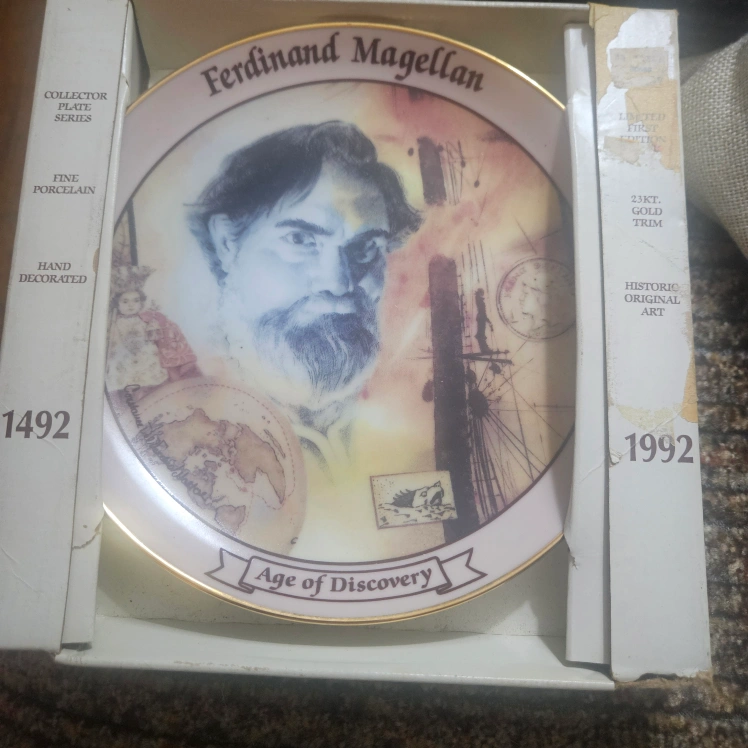 COLLECTOR
PLATE
SERIES
FINE
PORCELAIN
HAND
DECORATED
1492
Ferdinand Magellan
Age of Discovery
LIMITED
FIRST
EDITION
23KT.
GOLD
TRIM
HISTORIC
ORIGINAL
ART
1992